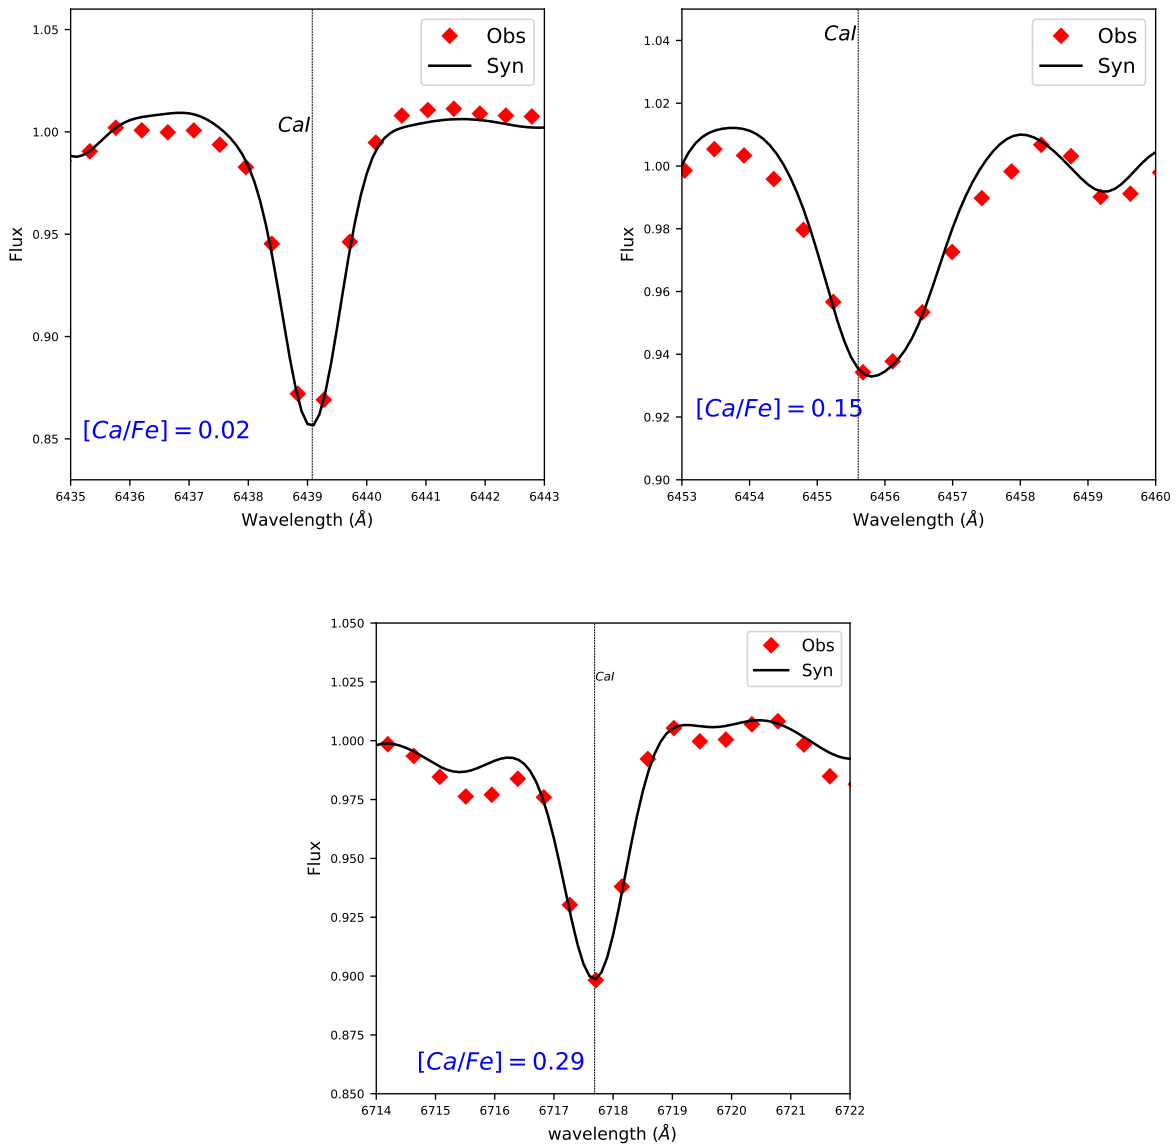 CaI
Obs
Syn
1.05
1.00
0.95
0.90
0.85
Flux
[Ca/Fe] = 0.02
6435 6436 6437 6438 6439 6440 6441 6442 6443
Wavelength (Å)
CaI
Obs
Syn
1.04
1.02
1.00
0.98
0.96
0.94
0.92
0.90
Flux
[Ca/Fe] = 0.15
6453 6454 6455 6456 6457 6458 6459 6460
Wavelength (Å)
CaI
Obs
Syn
1.050
1.025
1.000
0.975
0.950
0.925
0.900
0.875
0.850
Flux
[Ca/Fe] = 0.29
6714 6715 6716 6717 6718 6719 6720 6721 6722
wavelength (Å)